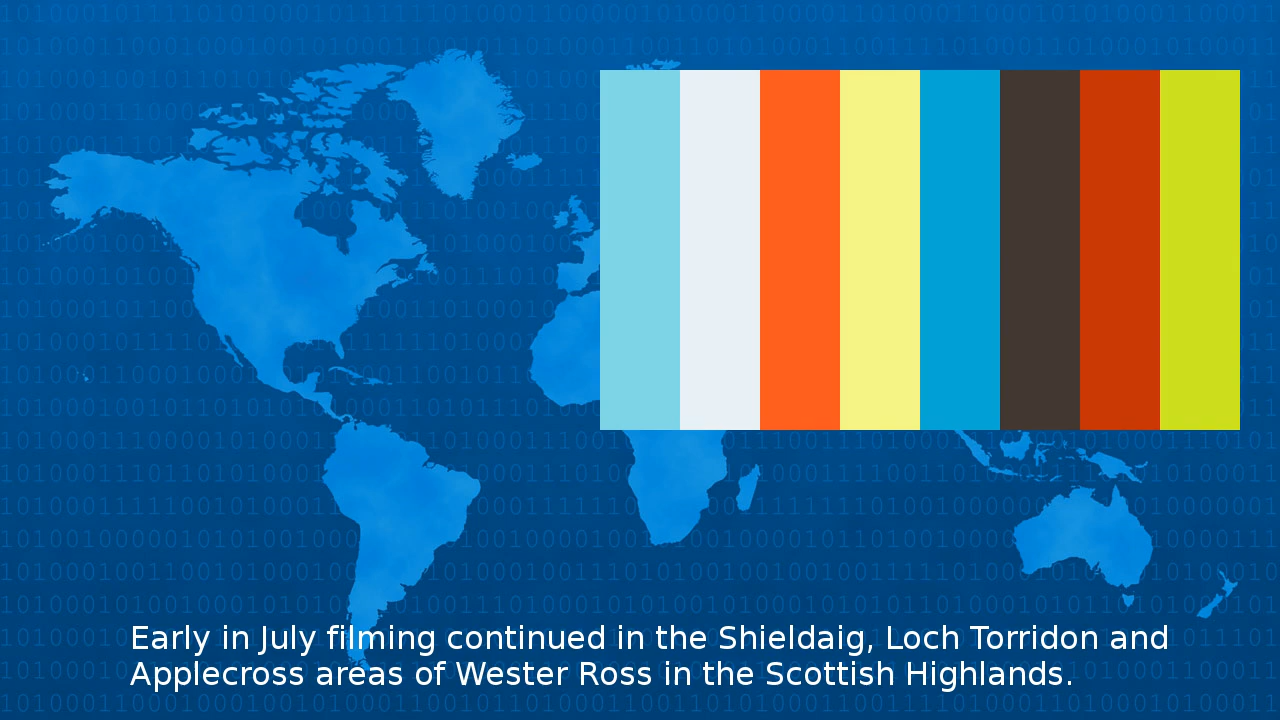 Early in July filming continued in the Shieldaig, Loch Torridon and
Applecross areas of Wester Ross in the Scottish Highlands.